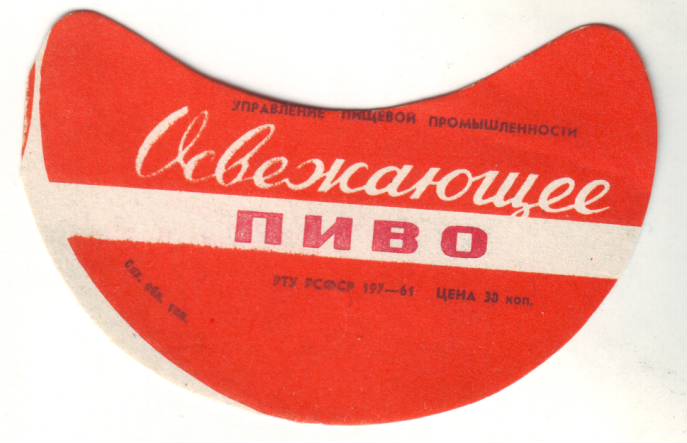 УПРАВЛЕНИЕ ПИЩЕВОЙ ПРОМЫШЛЕННОСТИ
Освежающее
ПИВО
РТУ РСФСР 197—61 ЦЕНА 30 коп.